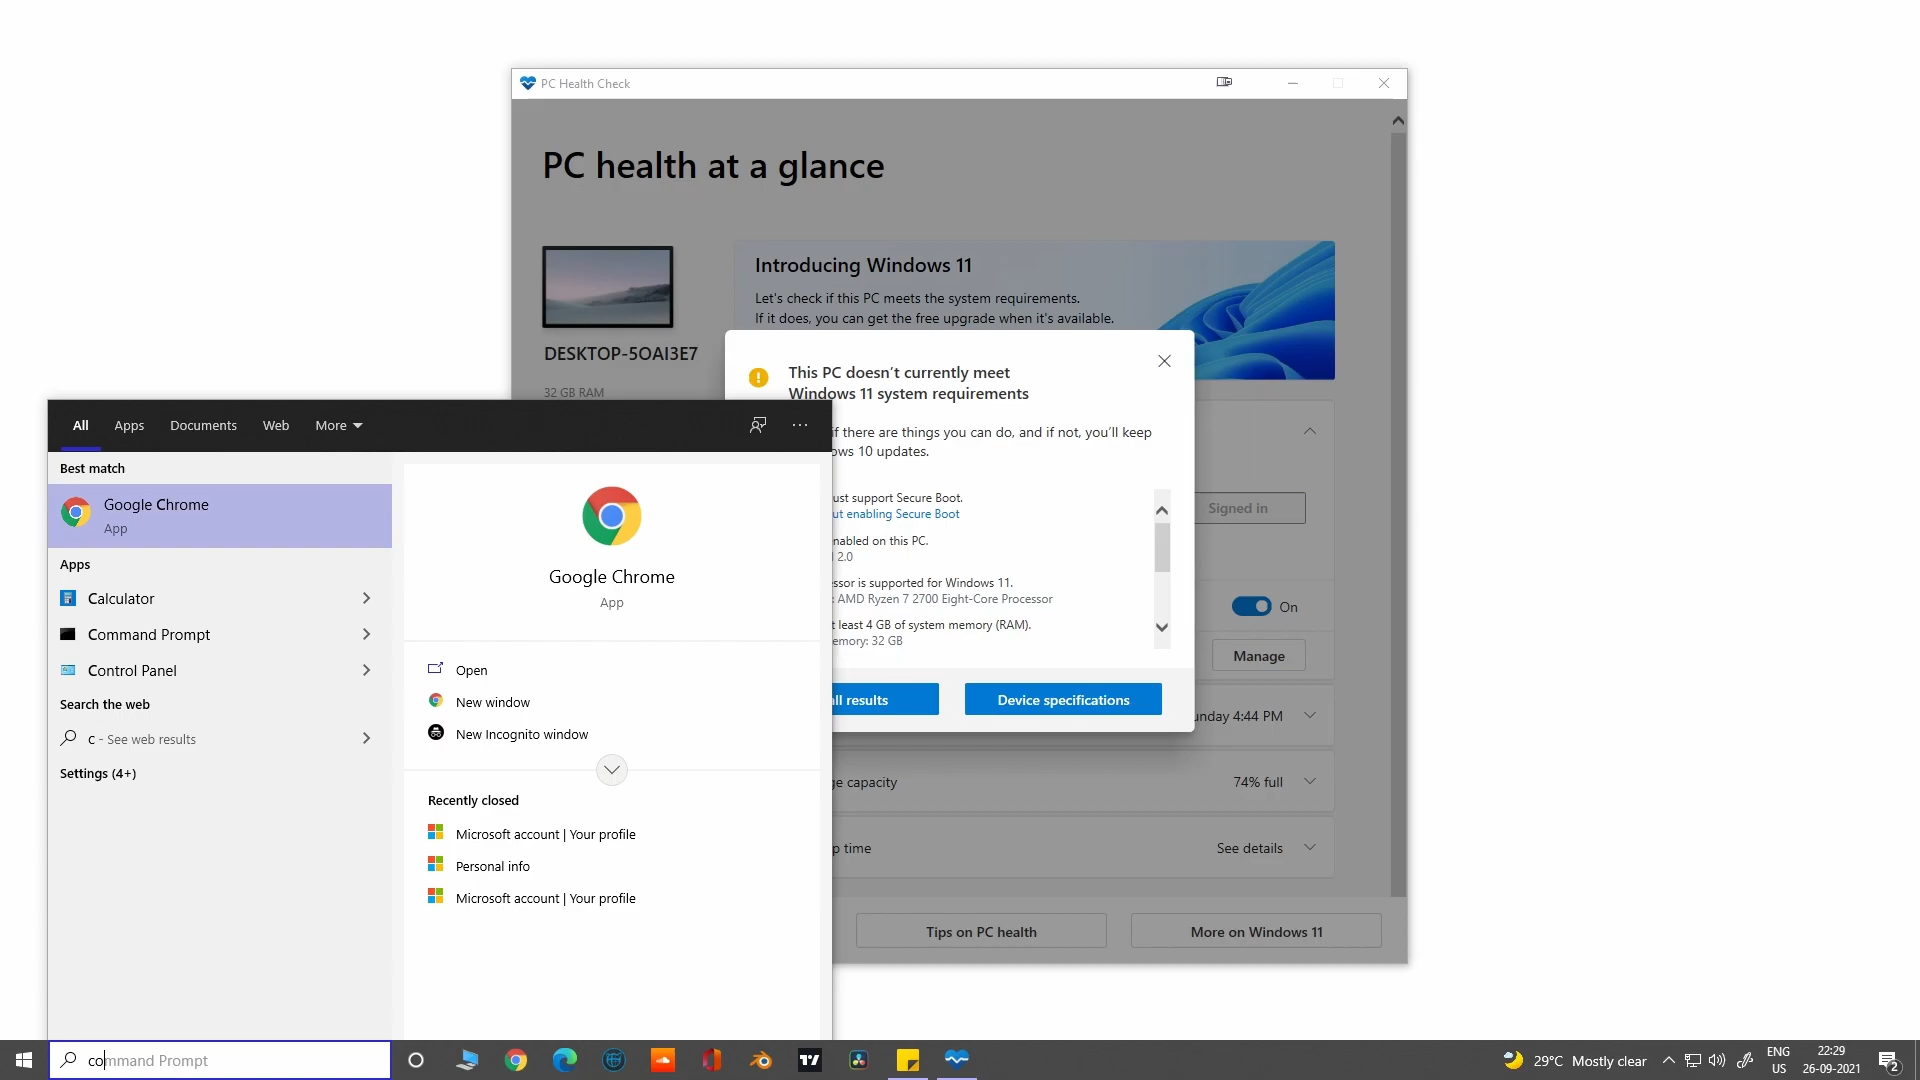 PC Health Check
PC health at a glance
Introducing Windows 11
Let's check if this PC meets the system requirements.
If it does, you can get the free upgrade when it's available.
DESKTOP-5OAI3E7
32 GB RAM
This PC doesn't currently meet
Windows 11 system requirements
if there are things you can do, and if not, you'll keep
ows 10 updates.
ust support Secure Boot.
ut enabling Secure Boot
nabled on this PC.
2.0
ssor is supported for Windows 11.
: AMD Ryzen 7 2700 Eight-Core Processor
t least 4 GB of system memory (RAM).
emory: 32 GB
ll results
Device specifications
Signed in
On
Manage
unday 4:44 PM
ge capacity
74% full
p time
See details
Tips on PC health
More on Windows 11
All
Apps
Documents
Web
More
Best match
Google Chrome
App
Apps
Calculator
Command Prompt
Control Panel
Search the web
c - See web results
Settings (4+)
Google Chrome
App
Open
New window
New Incognito window
Recently closed
Microsoft account | Your profile
Personal info
Microsoft account | Your profile
command Prompt
29°C Mostly clear
ENG
US
22:29
26-09-2021
2